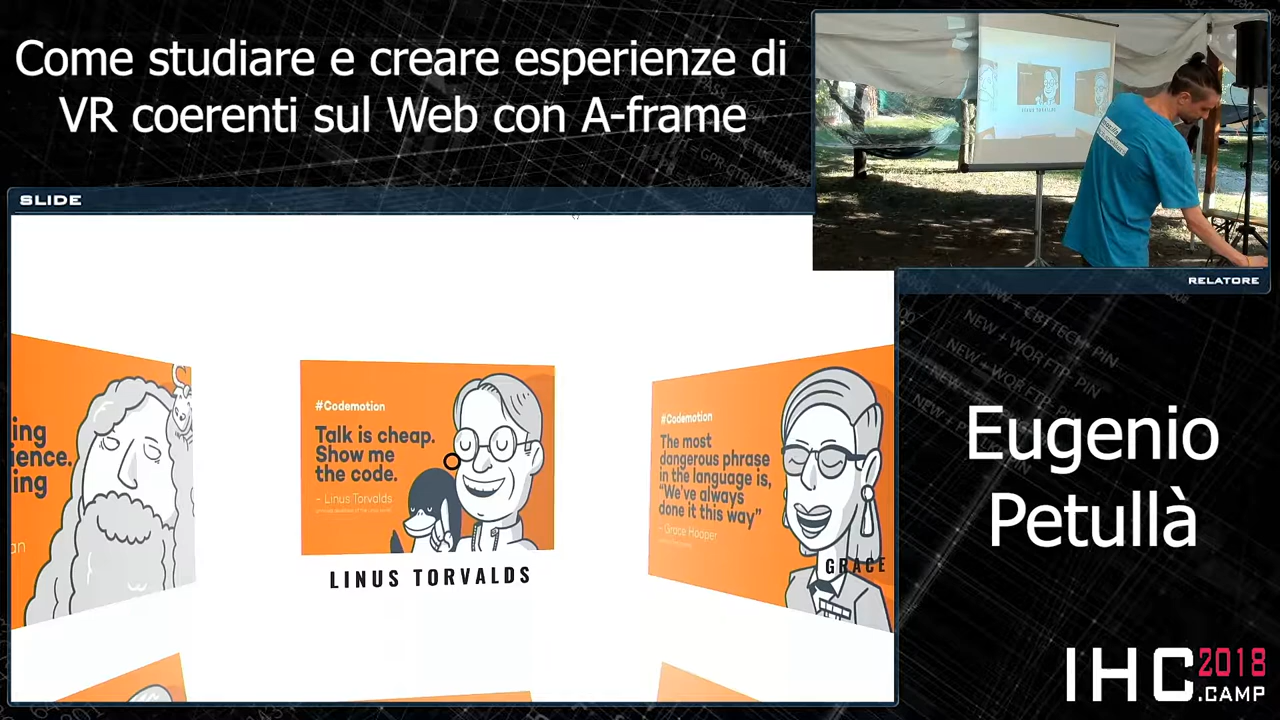 Come studiare e creare esperienze di
VR coerenti sul Web con A-frame
SLIDE
RELATORE
ing
ience.
ing
an
#Codemotion
Talk is cheap.
Show me
the code.
- Linus Torvalds
LINUS TORVALDS
#Codemotion
The most
dangerous phrase
in the language is,
"We've always
done it this way"
- Grace Hopper
GRACE
Eugenio
Petullà
IHC 2018
.CAMP